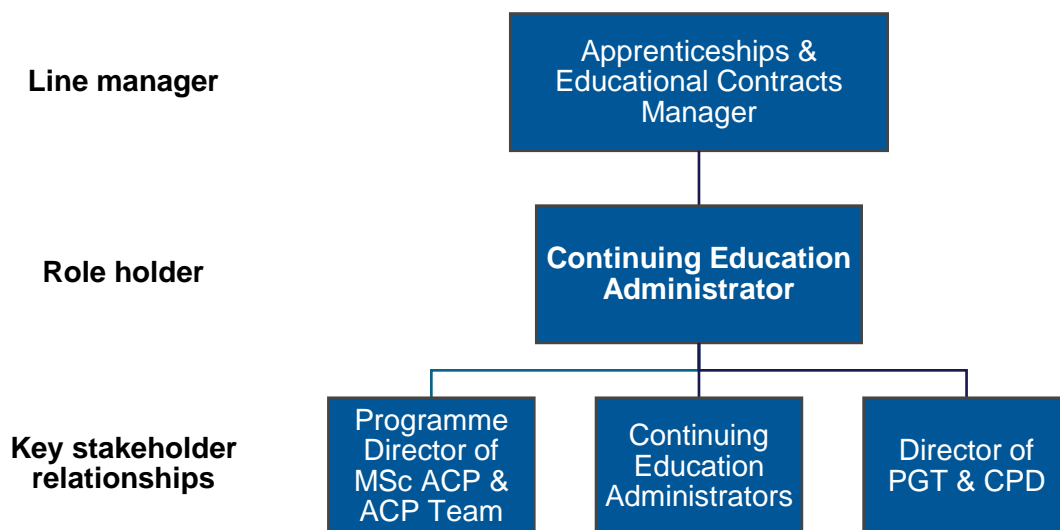 Line manager
Apprenticeships &
Educational Contracts
Manager
Role holder
Continuing Education
Administrator
Key stakeholder
relationships
Programme
Director of
MSc ACP &
ACP Team
Continuing
Education
Administrators
Director of
PGT & CPD